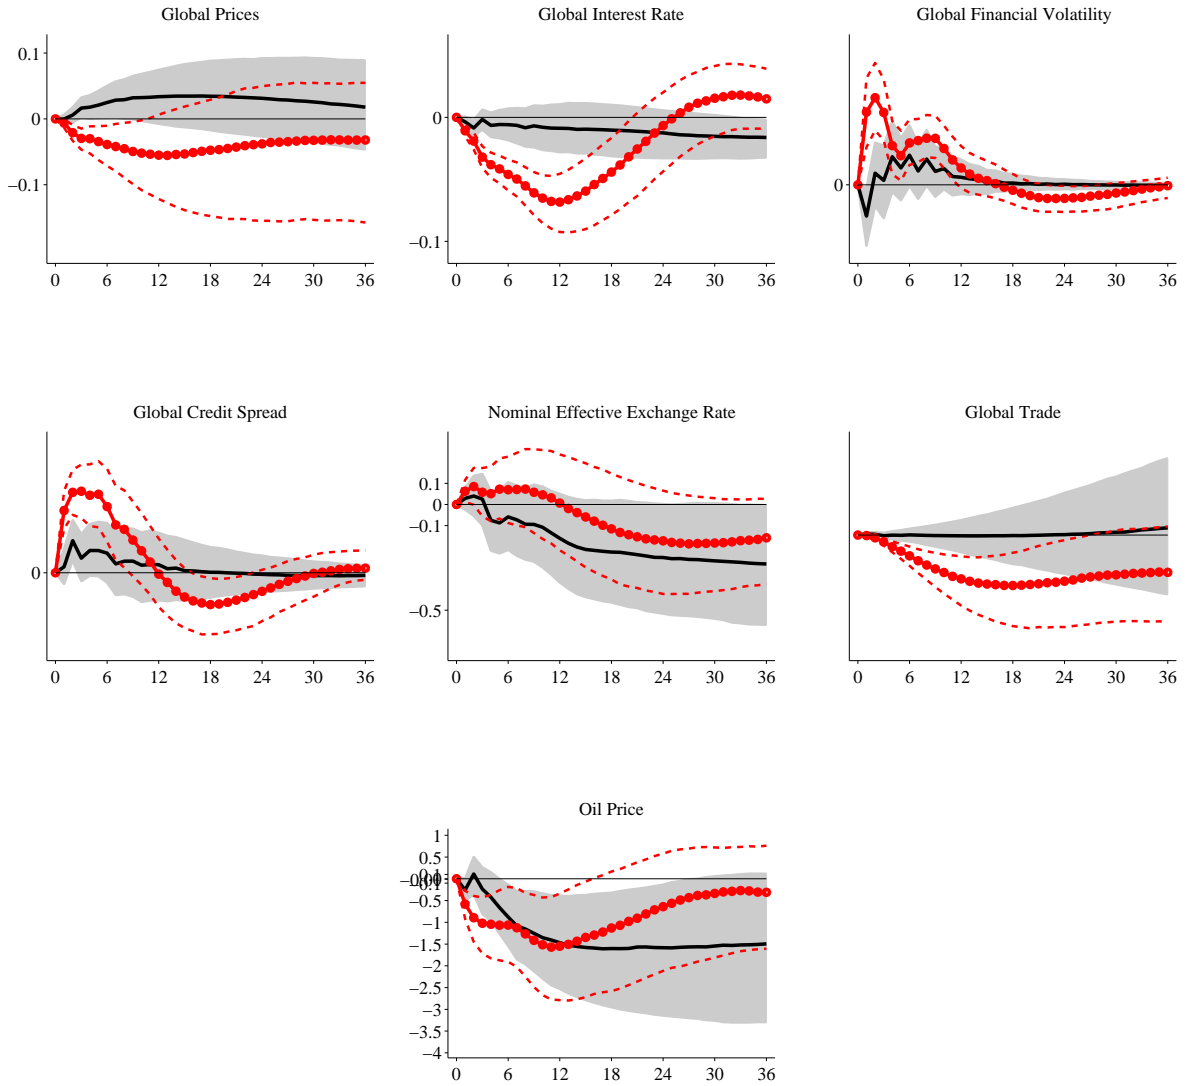 Global Prices
0.1
0
−0.1
0 6 12 18 24 30 36
Global Interest Rate
0
−0.1
0 6 12 18 24 30 36
Global Financial Volatility
0
0 6 12 18 24 30 36
Global Credit Spread
0
0 6 12 18 24 30 36
Nominal Effective Exchange Rate
0.1
0
−0.1
−0.5
0 6 12 18 24 30 36
Global Trade
0 6 12 18 24 30 36
Oil Price
1
0.5
−0.5
−1
−1.5
−2
−2.5
−3
−3.5
−4
0 6 12 18 24 30 36